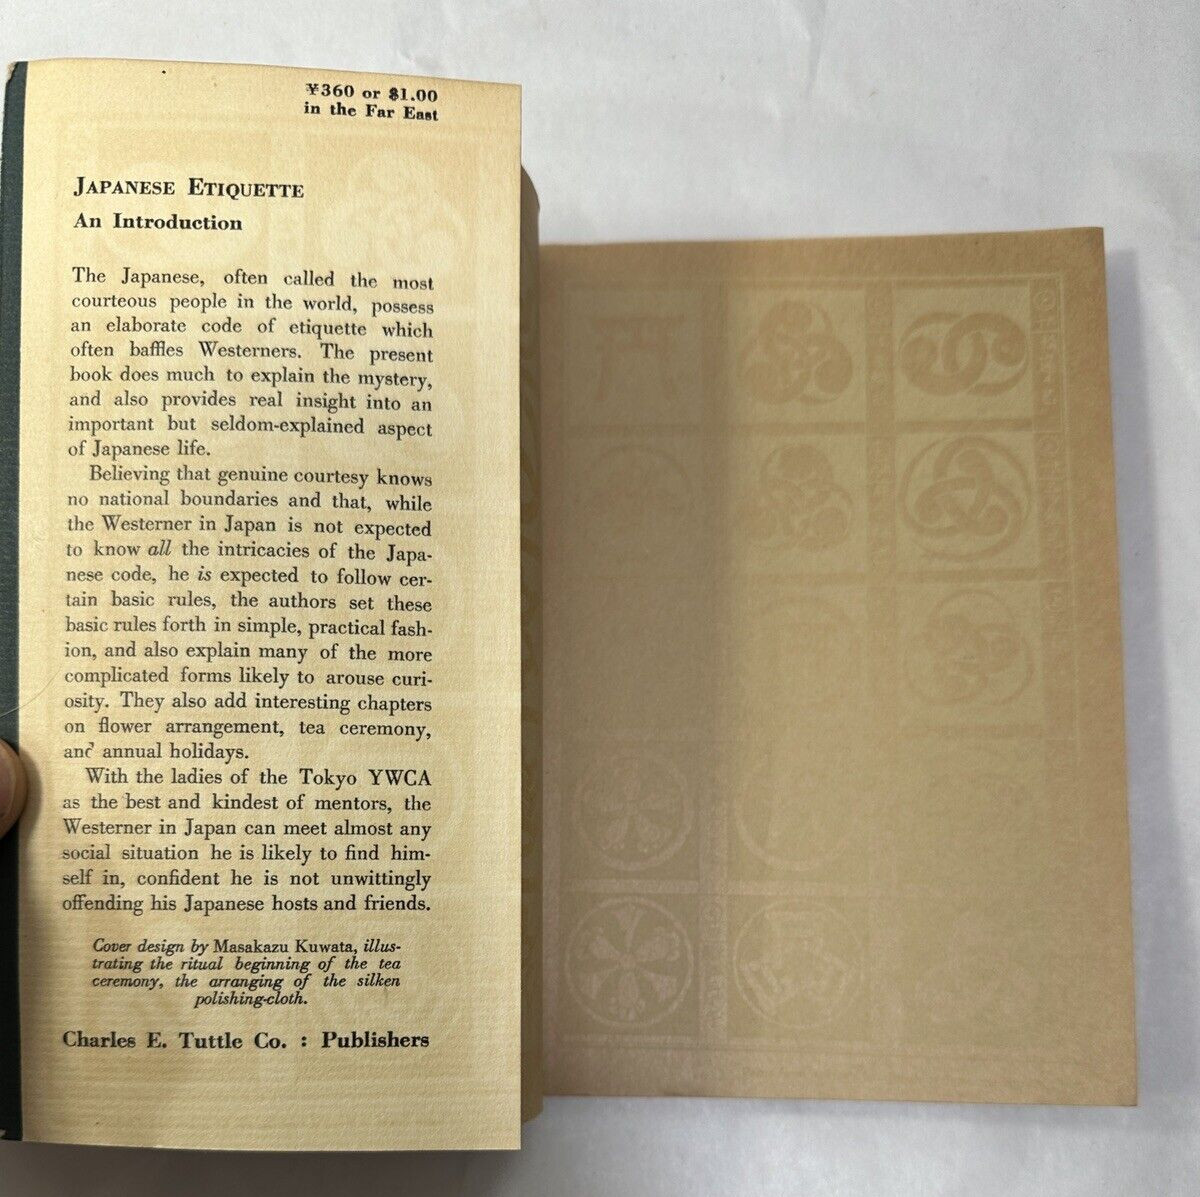 ¥360 or $1.00
in the Far East
JAPANESE ETIQUETTE
An Introduction
The Japanese, often called the most
courteous people in the world, possess
an elaborate code of etiquette which
often baffles Westerners. The present
book does much to explain the mystery,
and also provides real insight into an
important but seldom-explained aspect
of Japanese life.
Believing that genuine courtesy knows
no national boundaries and that, while
the Westerner in Japan is not expected
to know all the intricacies of the Japa-
nese code, he is expected to follow cer-
tain basic rules, the authors set these
basic rules forth in simple, practical fash-
ion, and also explain many of the more
complicated forms likely to arouse curi-
osity. They also add interesting chapters
on flower arrangement, tea ceremony,
and annual holidays.
With the ladies of the Tokyo YWCA
as the best and kindest of mentors, the
Westerner in Japan can meet almost any
social situation he is likely to find him-
self in, confident he is not unwittingly
offending his Japanese hosts and friends.
Cover design by Masakazu Kuwata, illus-
trating the ritual beginning of the tea
ceremony, the arranging of the silken
polishing-cloth.
Charles E. Tuttle Co. : Publishers